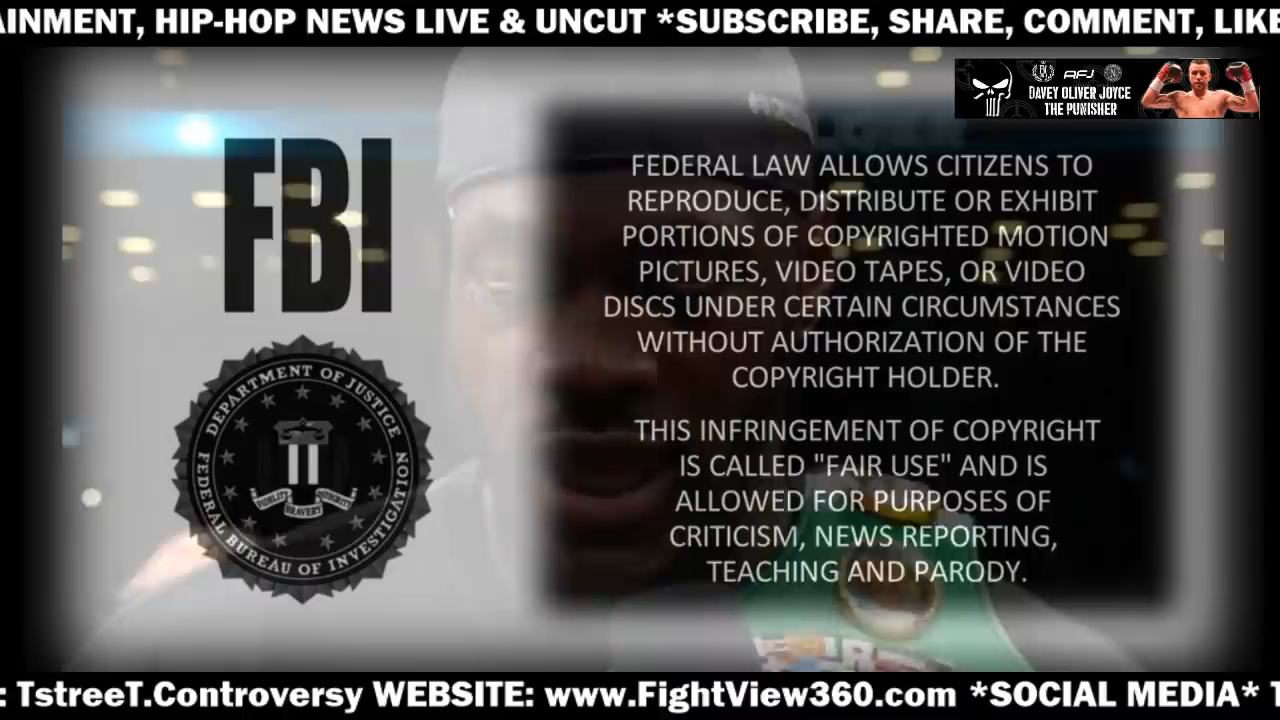 AINMENT, HIP-HOP NEWS LIVE & UNCUT *SUBSCRIBE, SHARE, COMMENT, LIKE
AFJ
DAVEY OLIVER JOYCE
THE PUNISHER
FBI
DEPARTMENT OF JUSTICE
FEDERAL BUREAU OF INVESTIGATION
FIDELITY BRAVERY INTEGRITY
FEDERAL LAW ALLOWS CITIZENS TO
REPRODUCE, DISTRIBUTE OR EXHIBIT
PORTIONS OF COPYRIGHTED MOTION
PICTURES, VIDEO TAPES, OR VIDEO
DISCS UNDER CERTAIN CIRCUMSTANCES
WITHOUT AUTHORIZATION OF THE
COPYRIGHT HOLDER.
THIS INFRINGEMENT OF COPYRIGHT
IS CALLED "FAIR USE" AND IS
ALLOWED FOR PURPOSES OF
CRITICISM, NEWS REPORTING,
TEACHING AND PARODY.
: TstreeT.Controversy WEBSITE: www.FightView360.com *SOCIAL MEDIA* T